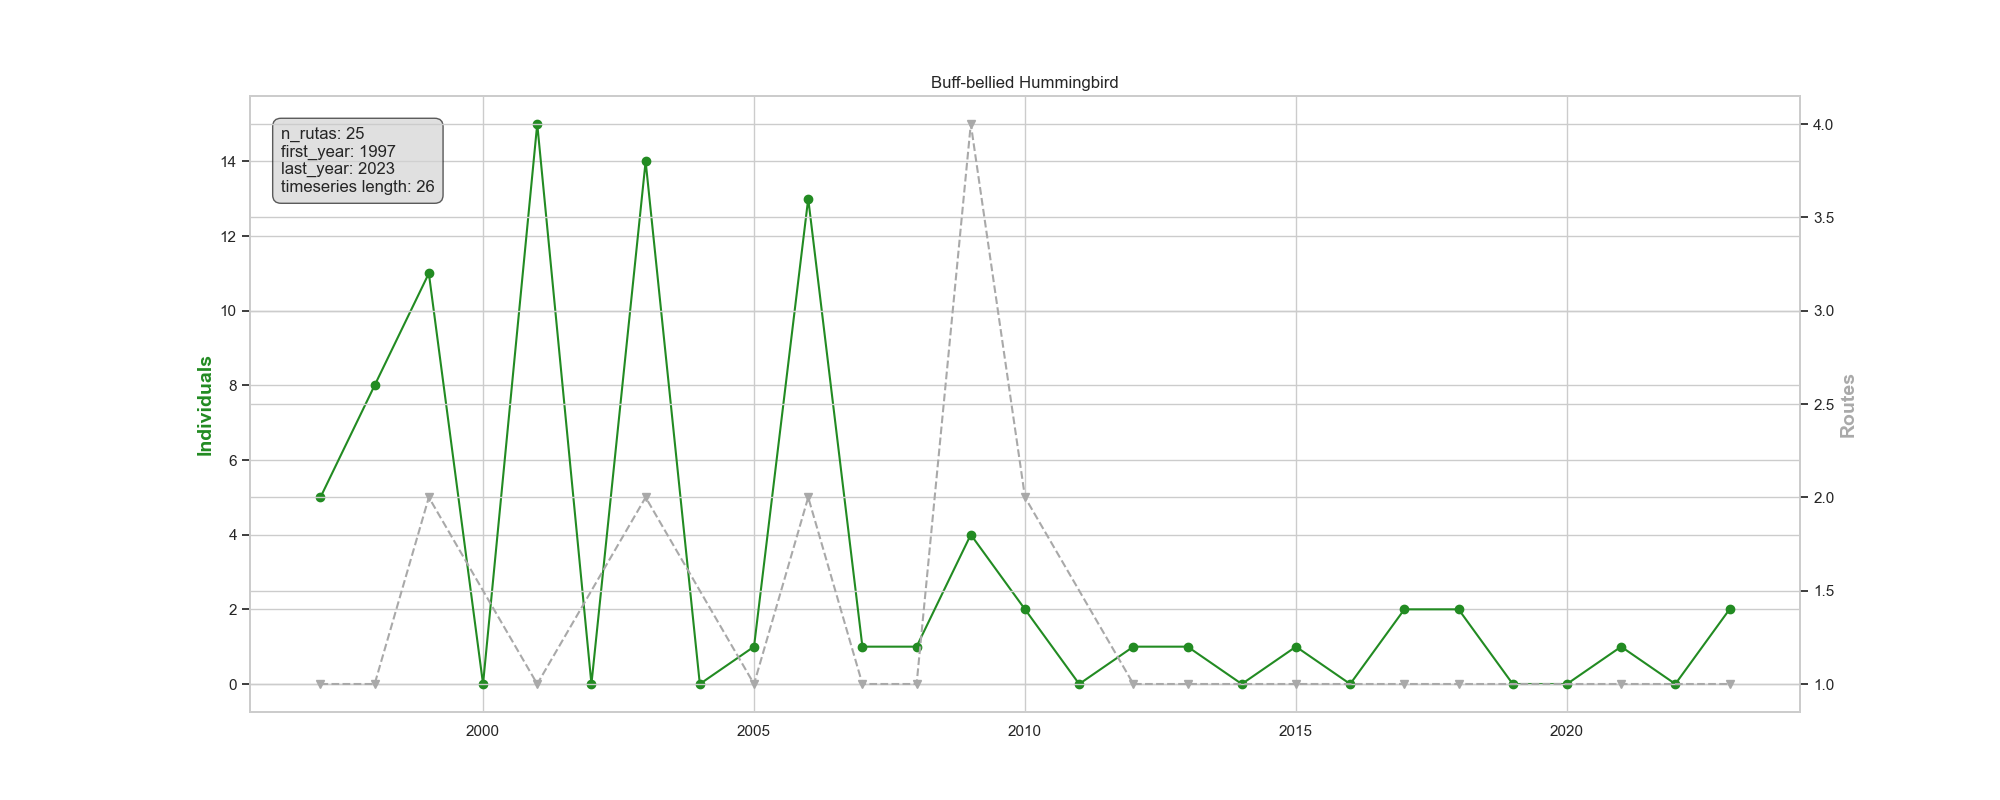 Buff-bellied Hummingbird
n_rutas: 25
first_year: 1997
last_year: 2023
timeseries length: 26
Individuals
14
12
10
8
6
4
2
0
4.0
3.5
3.0
2.5
2.0
1.5
1.0
Routes
2000
2005
2010
2015
2020